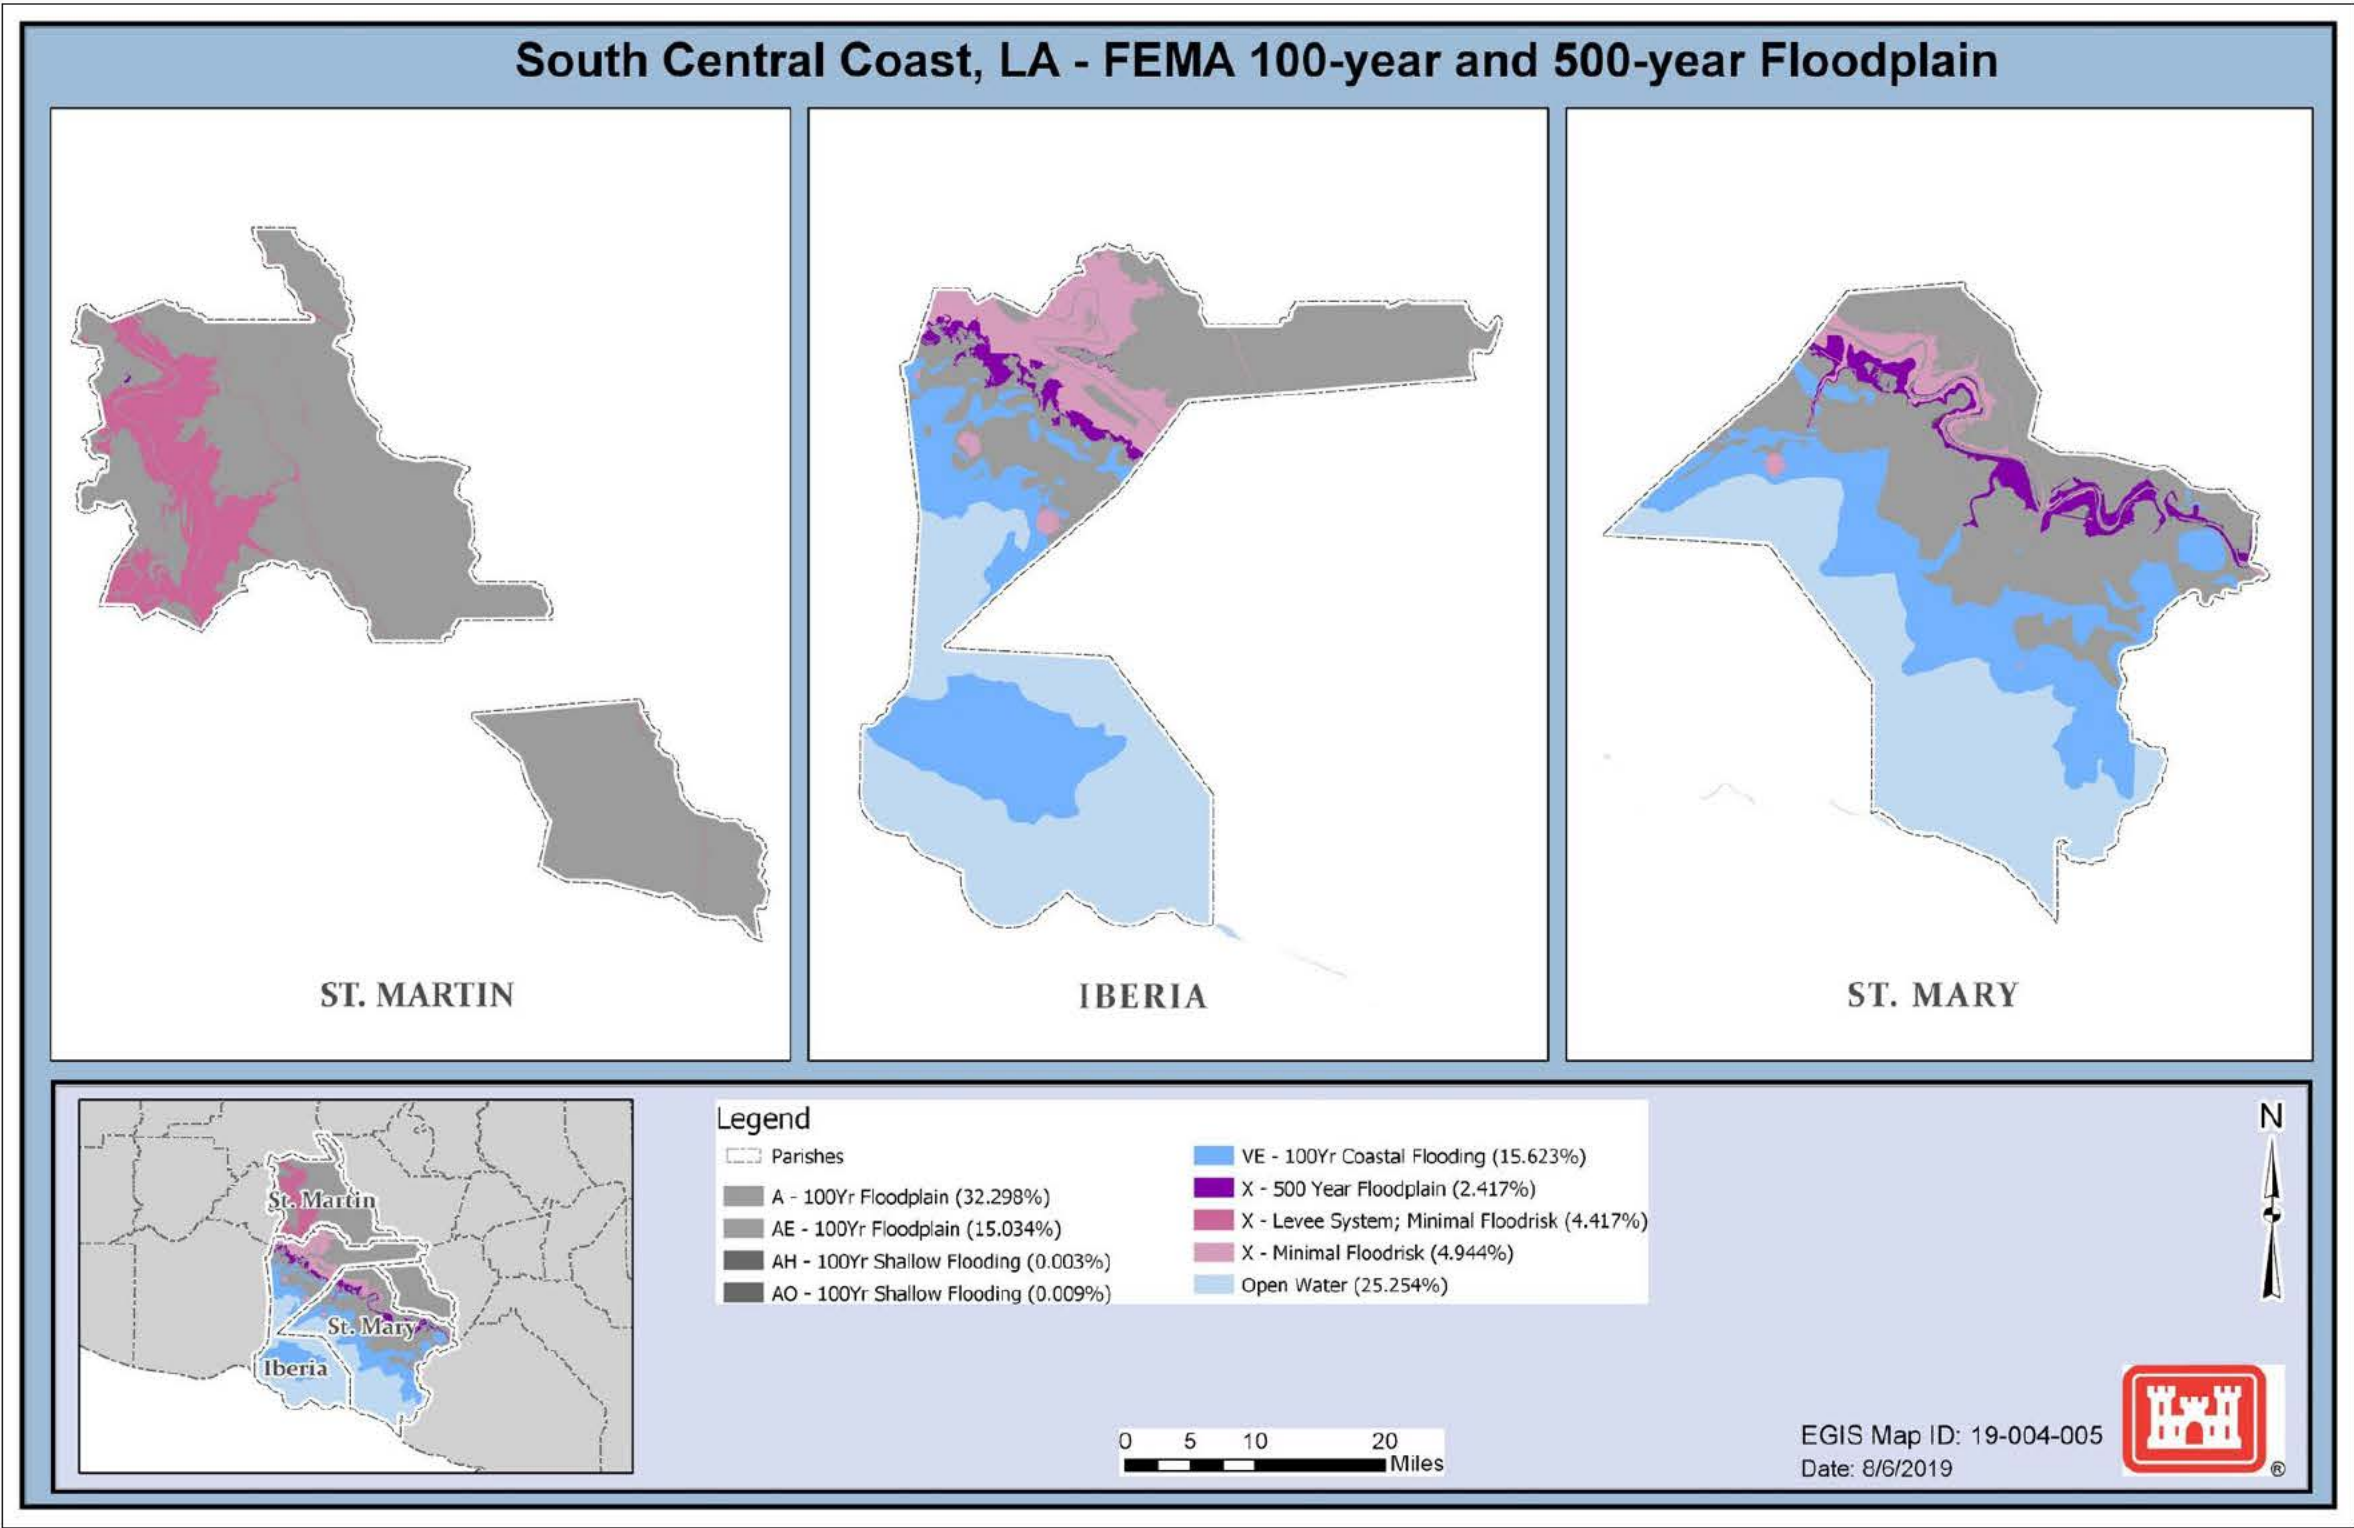 South Central Coast, LA - FEMA 100-year and 500-year Floodplain
ST. MARTIN
IBERIA
ST. MARY
St. Martin
St. Mary
Iberia
Legend
Parishes
A - 100Yr Floodplain (32.298%)
AE - 100Yr Floodplain (15.034%)
AH - 100Yr Shallow Flooding (0.003%)
AO - 100Yr Shallow Flooding (0.009%)
VE - 100Yr Coastal Flooding (15.623%)
X - 500 Year Floodplain (2.417%)
X - Levee System; Minimal Floodrisk (4.417%)
X - Minimal Floodrisk (4.944%)
Open Water (25.254%)
N
0 5 10 20
Miles
EGIS Map ID: 19-004-005
Date: 8/6/2019
®